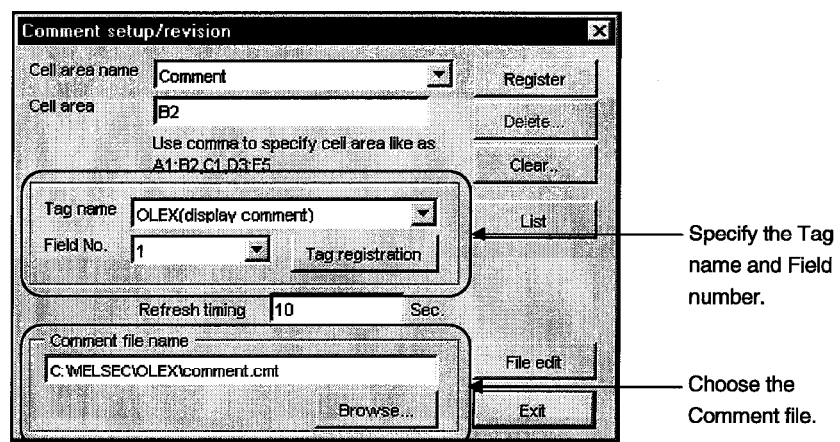 Comment setup/revision
Cell area name
Comment
Register
Cell area
B2
Delete...
Use comma to specify cell area like as
A1:B2,C1,D3:F5
Clear..
Tag name
OLEX(display comment)
List
Field No.
1
Tag registration
Specify the Tag
name and Field
number.
Refresh timing
10
Sec.
Comment file name
C:\MELSEC\OLEX\comment.cmt
File edit
Browse...
Exit
Choose the
Comment file.